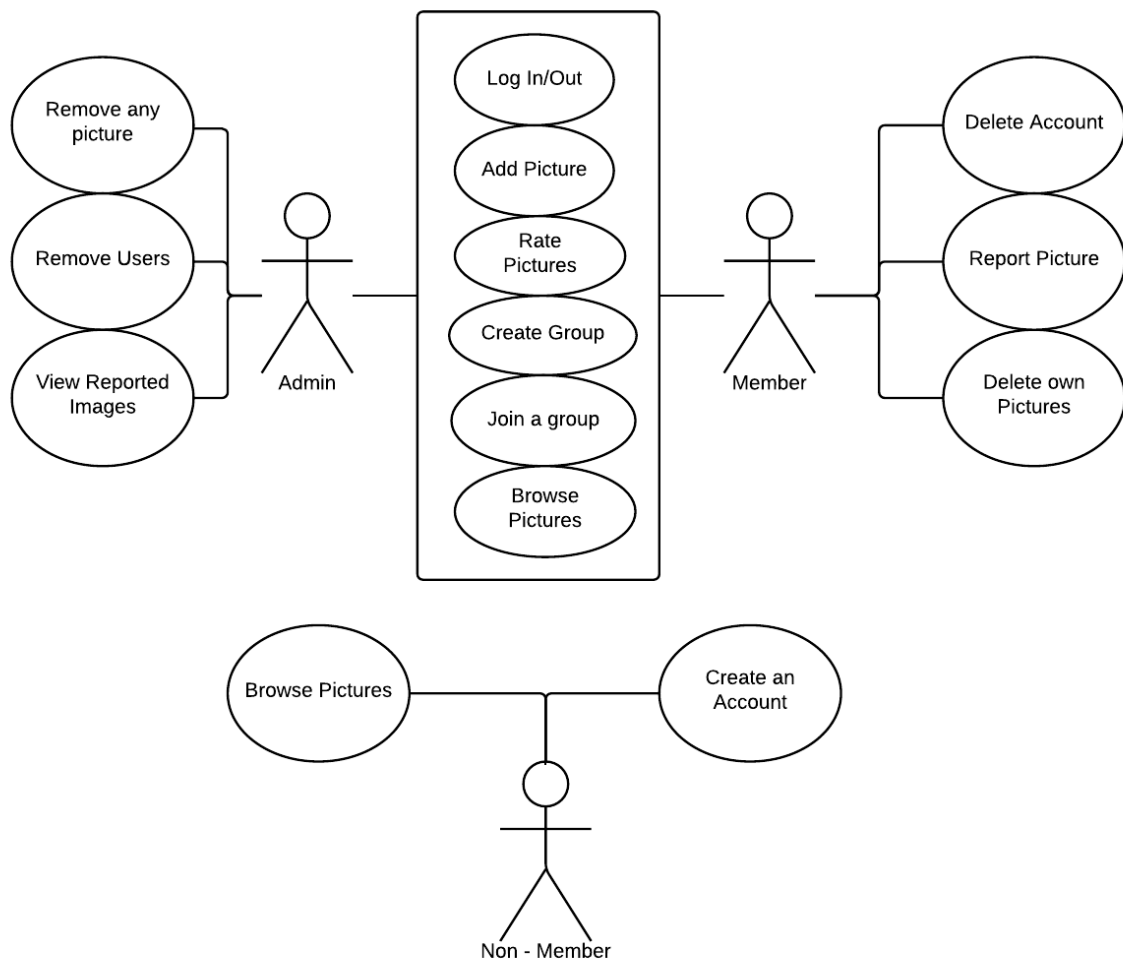 Log In/Out
Remove any
picture
Delete Account
Add Picture
Rate
Pictures
Remove Users
Report Picture
Create Group
View Reported
Images
Admin
Member
Delete own
Pictures
Join a group
Browse
Pictures
Browse Pictures
Create an
Account
Non - Member